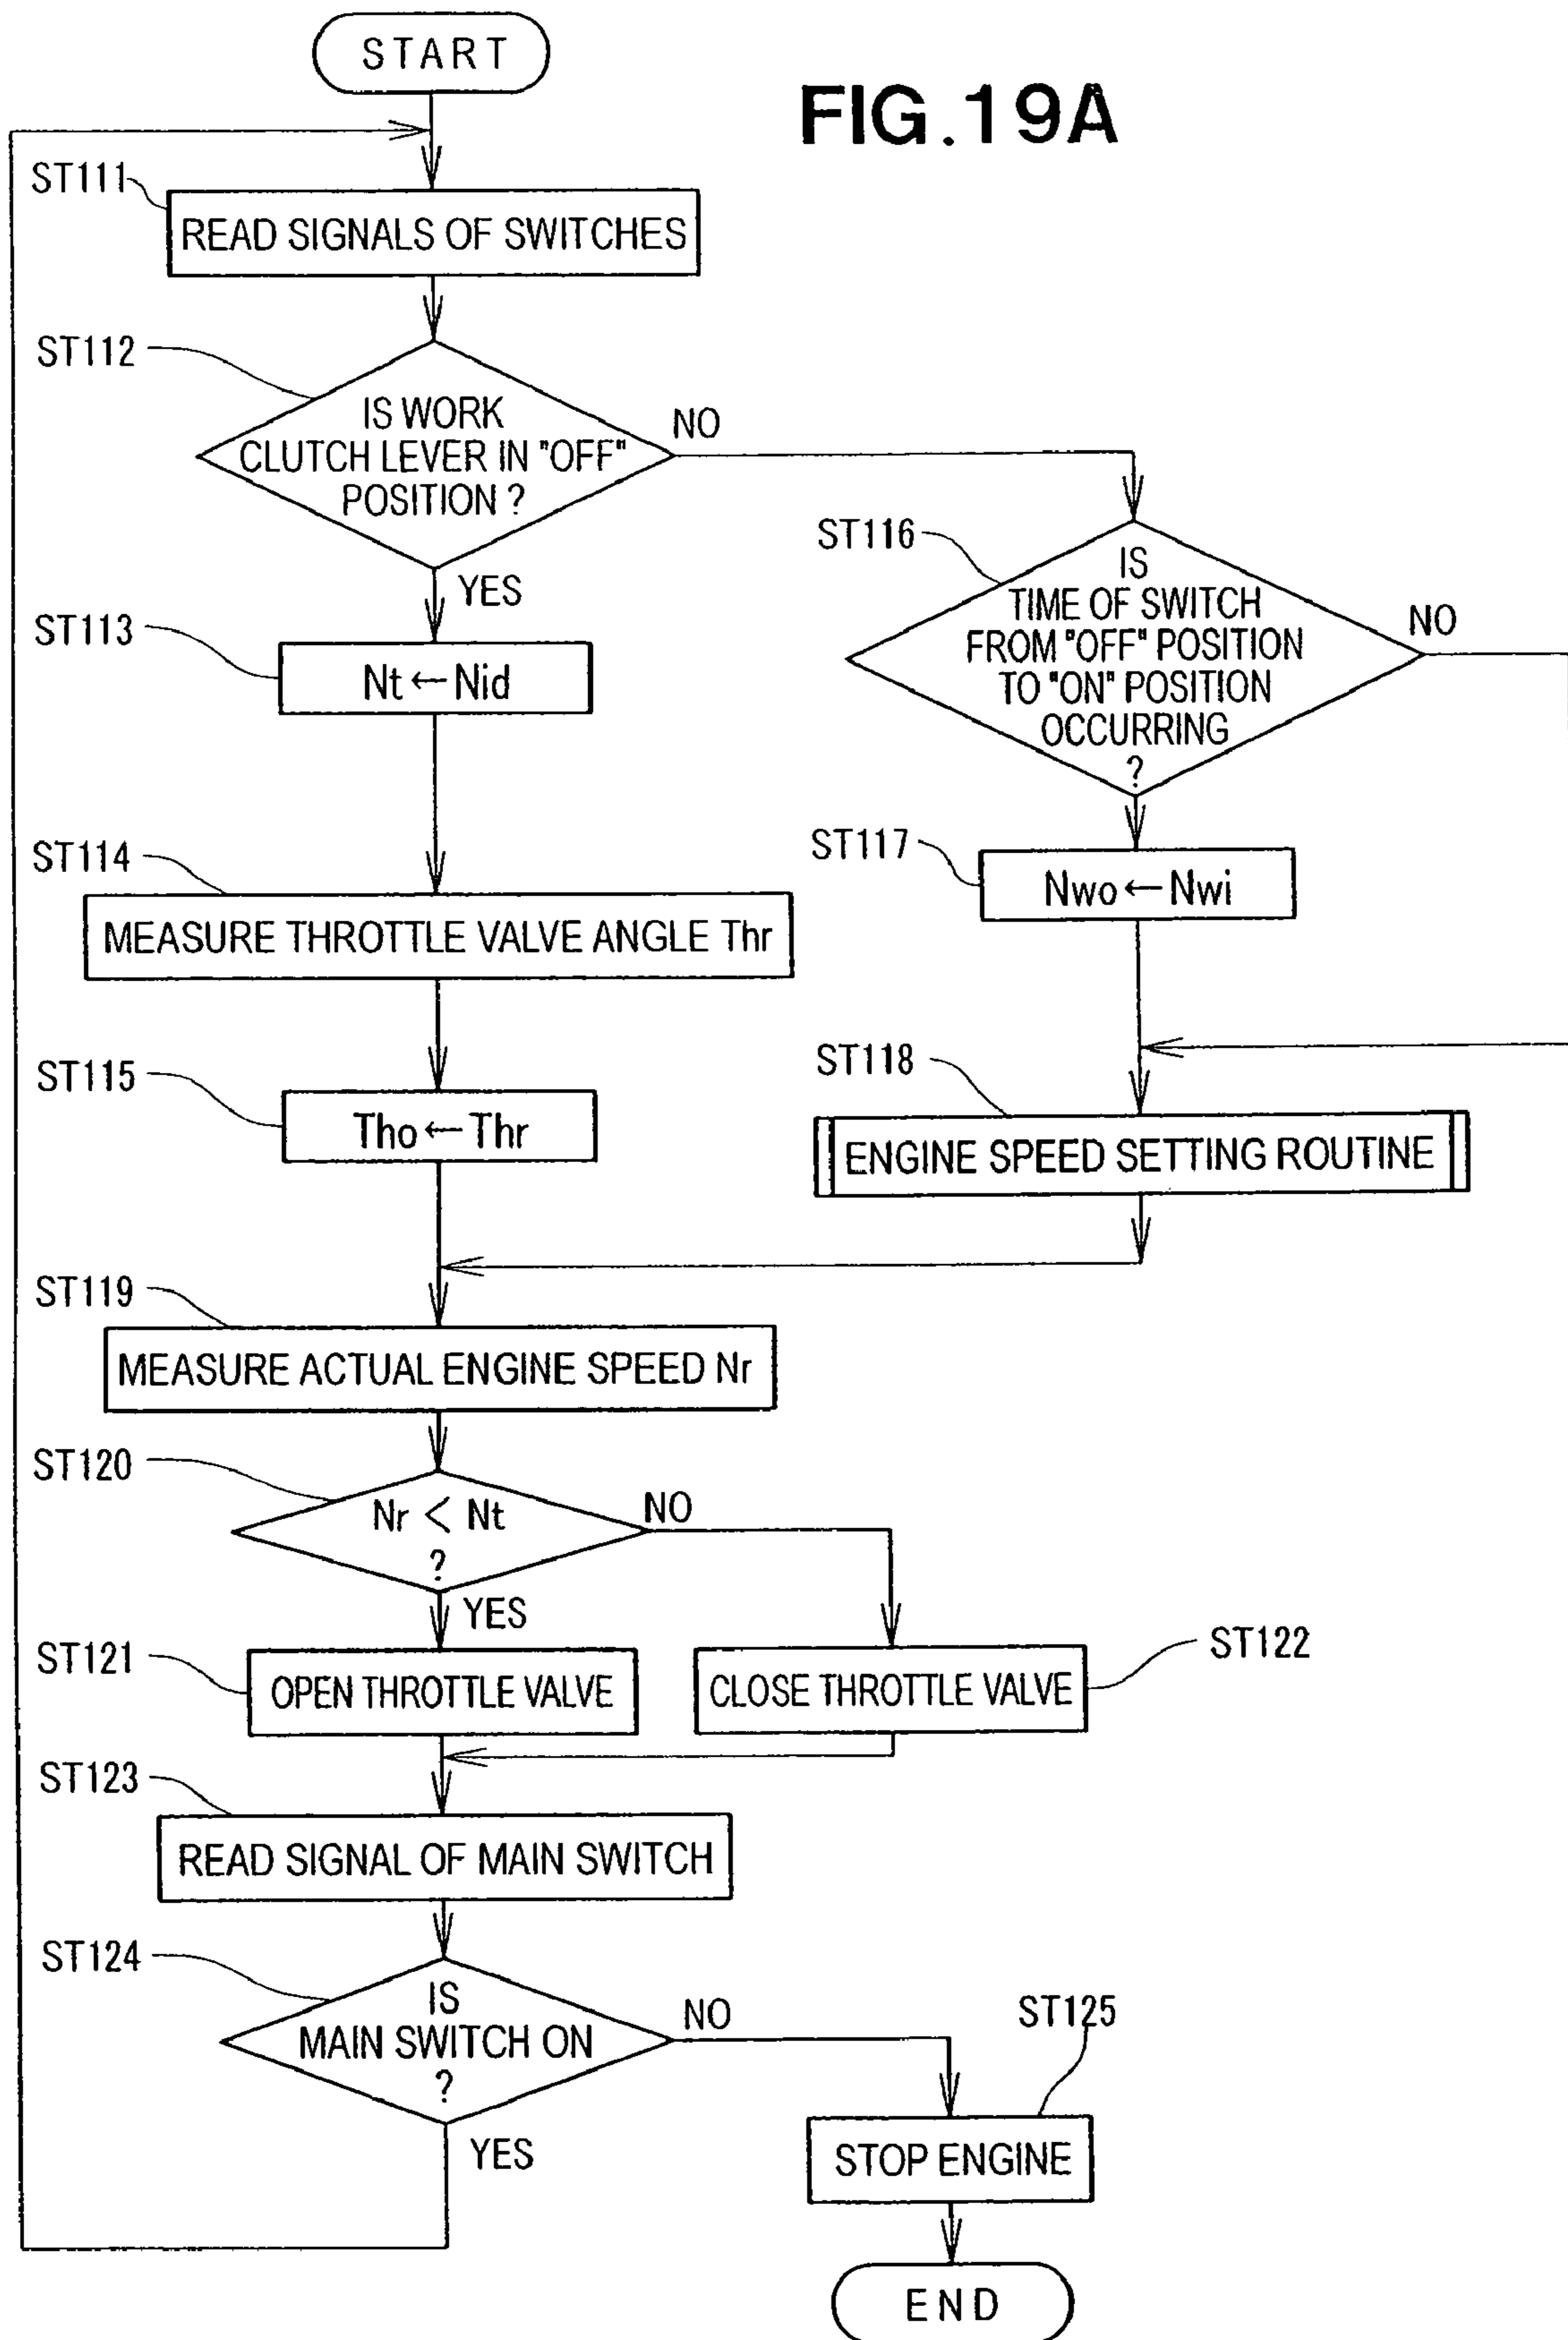 START
FIG.19A
ST111
READ SIGNALS OF SWITCHES
ST112
IS WORK
CLUTCH LEVER IN "OFF"
POSITION ?
NO
YES
ST116
IS
TIME OF SWITCH
FROM "OFF" POSITION
TO "ON" POSITION
OCCURRING
?
NO
ST113
Nt←Nid
ST117
Nwo←Nwi
ST114
MEASURE THROTTLE VALVE ANGLE Thr
ST115
Tho←Thr
ST118
ENGINE SPEED SETTING ROUTINE
ST119
MEASURE ACTUAL ENGINE SPEED Nr
ST120
Nr < Nt
?
NO
YES
ST121
OPEN THROTTLE VALVE
ST122
CLOSE THROTTLE VALVE
ST123
READ SIGNAL OF MAIN SWITCH
ST124
IS
MAIN SWITCH ON
?
NO
YES
ST125
STOP ENGINE
END